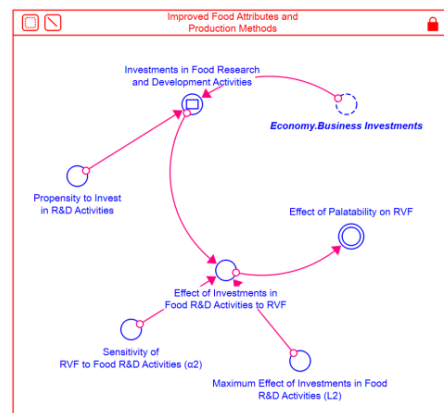 Improved Food Attributes and
Production Methods
Investments in Food Research
and Development Activities
Economy.Business Investments
Propensity to Invest
in R&D Activities
Effect of Palatability on RVF
Effect of Investments in
Food R&D Activities to RVF
Sensitivity of
RVF to Food R&D Activities (α2)
Maximum Effect of Investments in Food
R&D Activities (L2)